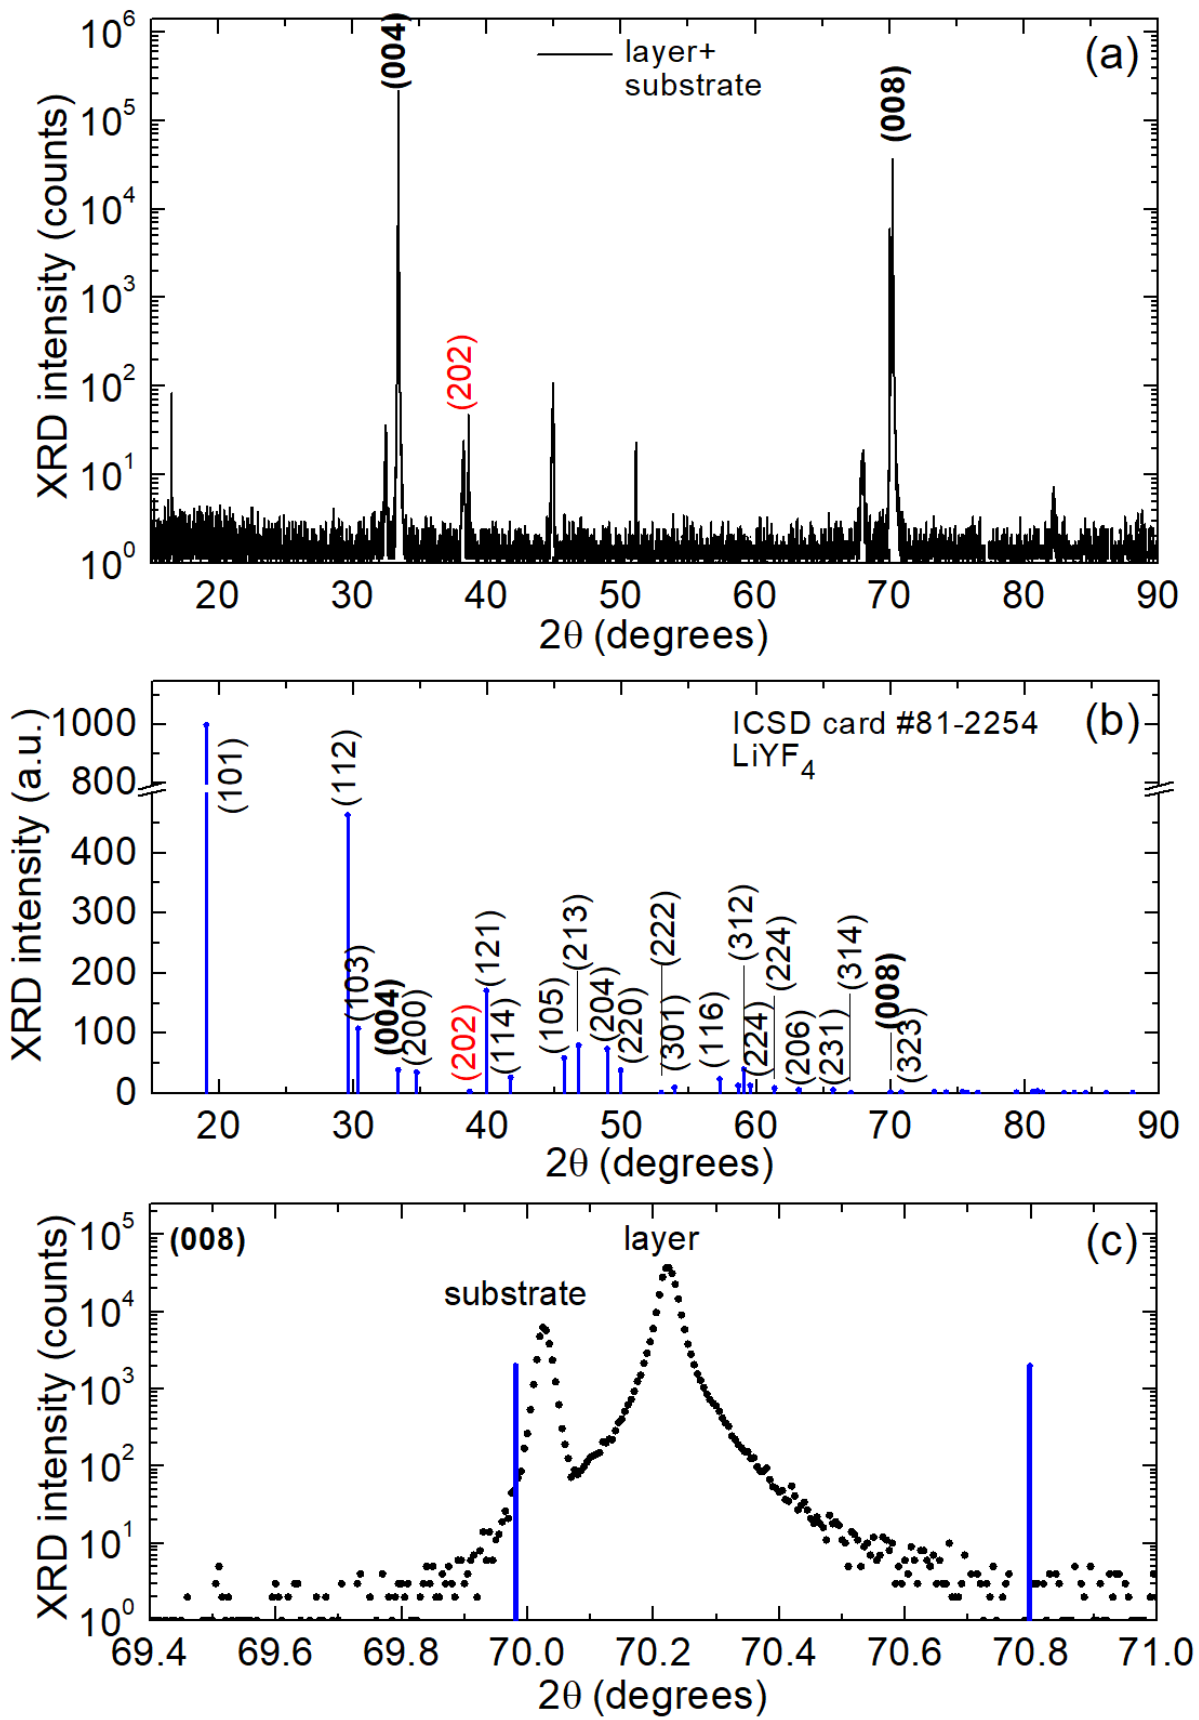 10^6
10^5
10^4
10^3
10^2
10^1
10^0
XRD intensity (counts)
(004)
layer+
substrate
(a)
(008)
(202)
20 30 40 50 60 70 80 90
2θ (degrees)
1000
800
400
300
200
100
0
XRD intensity (a.u.)
ICSD card #81-2254
LiYF4
(b)
(101)
(112)
(103)
(004)
(200)
(202)
(121)
(114)
(105)
(213)
(204)
(220)
(222)
(301)
(116)
(312)
(224)
(224)
(206)
(231)
(314)
(008)
(323)
20 30 40 50 60 70 80 90
2θ (degrees)
10^5
10^4
10^3
10^2
10^1
10^0
XRD intensity (counts)
(008)
substrate
layer
(c)
69.4 69.6 69.8 70.0 70.2 70.4 70.6 70.8 71.0
2θ (degrees)